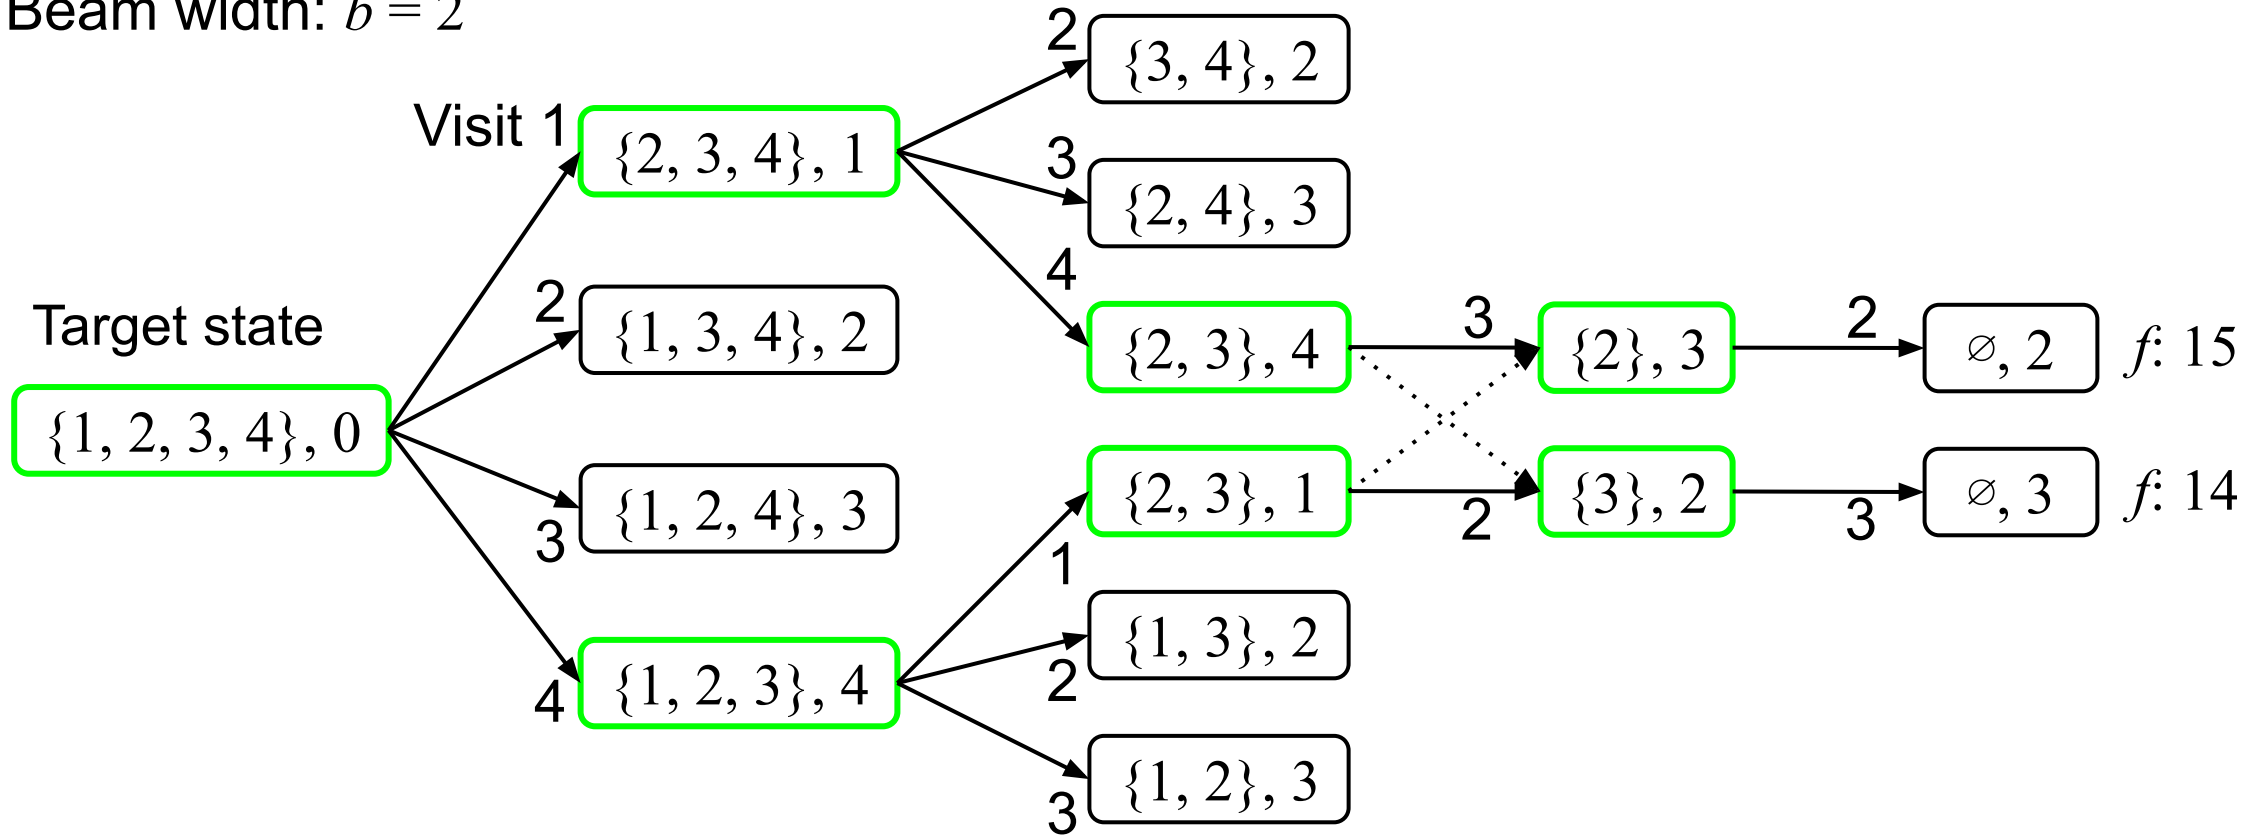 Beam width: b = 2
2
{3, 4}, 2
Visit 1
{2, 3, 4}, 1
3
{2, 4}, 3
4
2
{1, 3, 4}, 2
Target state
{2, 3}, 4
3
{2}, 3
2
∅, 2
f: 15
{1, 2, 3, 4}, 0
3
{1, 2, 4}, 3
{2, 3}, 1
2
{3}, 2
3
∅, 3
f: 14
1
4
{1, 2, 3}, 4
2
{1, 3}, 2
3
{1, 2}, 3